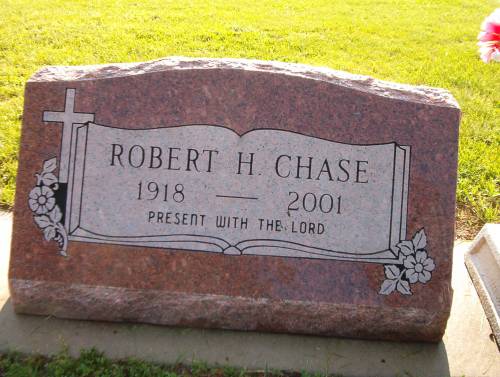 ROBERT H. CHASE
1918 — 2001
PRESENT WITH THE LORD